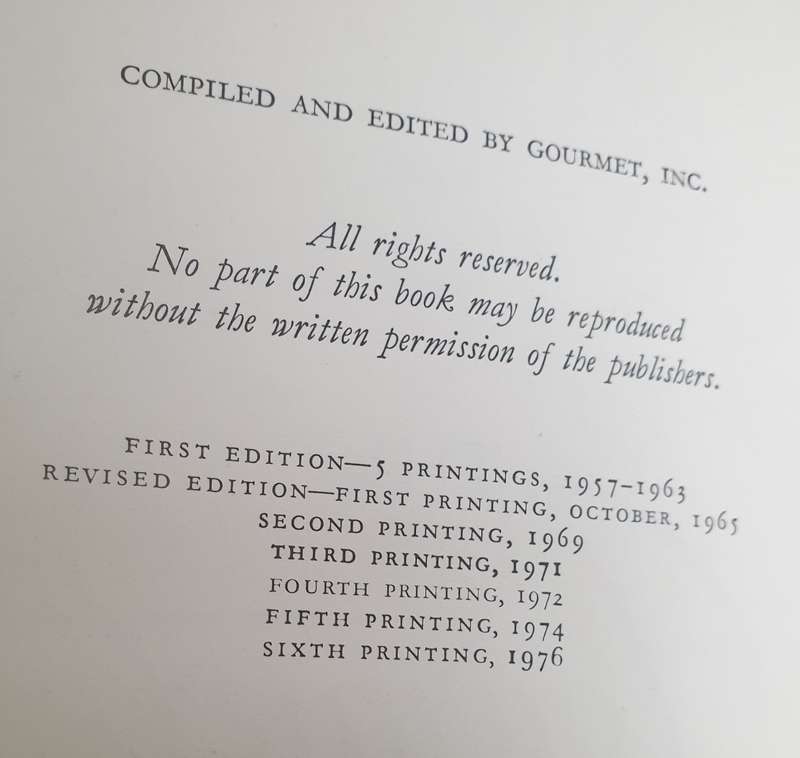 COMPILED AND EDITED BY GOURMET, INC.
All rights reserved.
No part of this book may be reproduced
without the written permission of the publishers.
FIRST EDITION—5 PRINTINGS, 1957–1963
REVISED EDITION—FIRST PRINTING, OCTOBER, 1965
SECOND PRINTING, 1969
THIRD PRINTING, 1971
FOURTH PRINTING, 1972
FIFTH PRINTING, 1974
SIXTH PRINTING, 1976